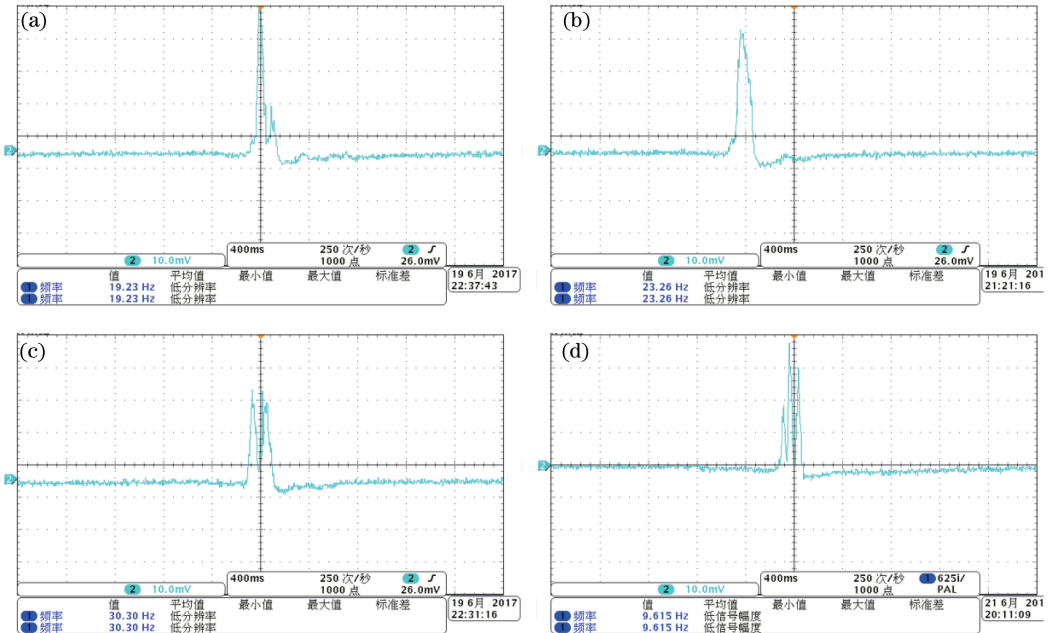 (a)
2
400ms 250 次/秒 2
2 10.0mV 1000 点 26.0mV
值 平均值 最小值 最大值 标准差
1 频率 19.23 Hz 低分辨率
1 频率 19.23 Hz 低分辨率
19 6月 2017
22:37:43
(b)
2
400ms 250 次/秒 2
2 10.0mV 1000 点 26.0mV
值 平均值 最小值 最大值 标准差
1 频率 23.26 Hz 低分辨率
1 频率 23.26 Hz 低分辨率
19 6月 201
21:21:16
(c)
2
400ms 250 次/秒 2
2 10.0mV 1000 点 26.0mV
值 平均值 最小值 最大值 标准差
1 频率 30.30 Hz 低分辨率
1 频率 30.30 Hz 低分辨率
19 6月 2017
22:31:16
(d)
2
400ms 250 次/秒 1 625i/
2 10.0mV 1000 点 PAL
值 平均值 最小值 最大值 标准差
1 频率 9.615 Hz 低信号幅度
1 频率 9.615 Hz 低信号幅度
21 6月 201
20:11:09